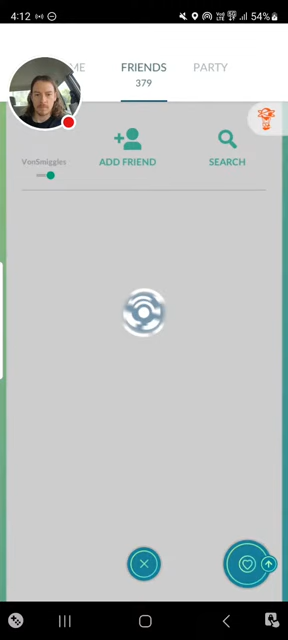 4:12
54%
ME
FRIENDS
PARTY
379
VonSmiggles
ADD FRIEND
SEARCH